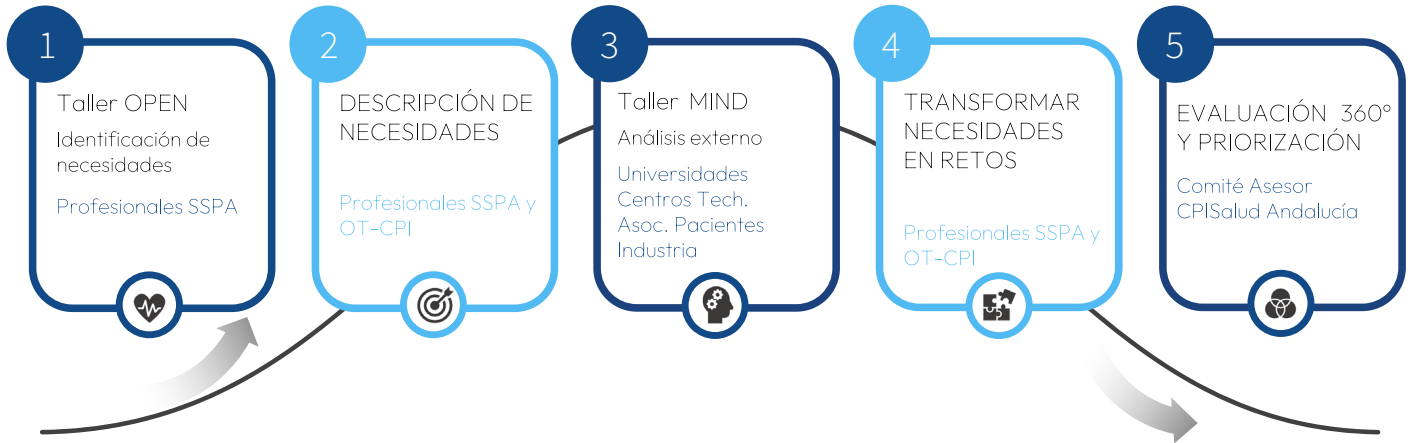 1
Taller OPEN
Identificación de
necesidades
Profesionales SSPA
2
DESCRIPCIÓN DE
NECESIDADES
Profesionales SSPA y
OT-CPI
3
Taller MIND
Análisis externo
Universidades
Centros Tech.
Asoc. Pacientes
Industria
4
TRANSFORMAR
NECESIDADES
EN RETOS
Profesionales SSPA y
OT-CPI
5
EVALUACIÓN 360º
Y PRIORIZACIÓN
Comité Asesor
CPISalud Andalucía